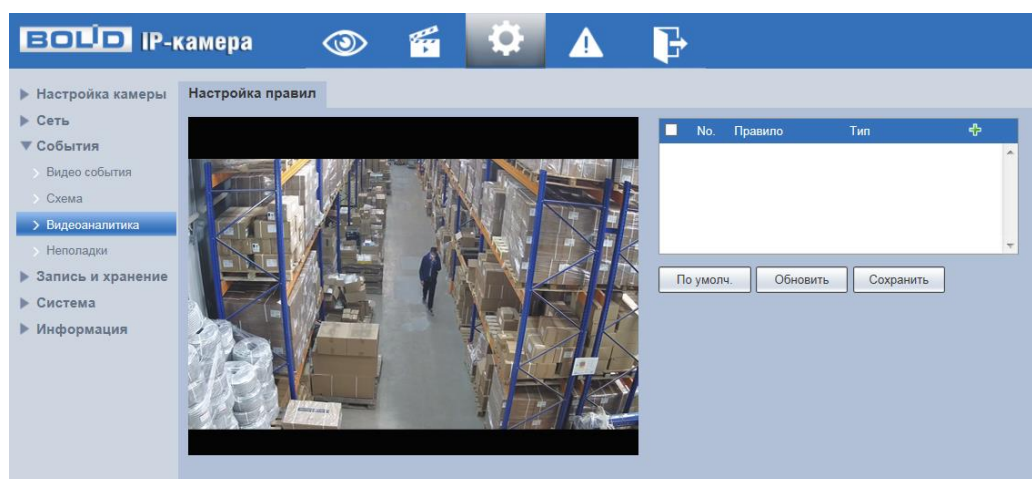 BOLID IP-камера
Настройка камеры
Сеть
События
Видео события
Схема
Видеоаналитика
Неполадки
Запись и хранение
Система
Информация
Настройка правил
No. Правило Тип
По умолч. Обновить Сохранить